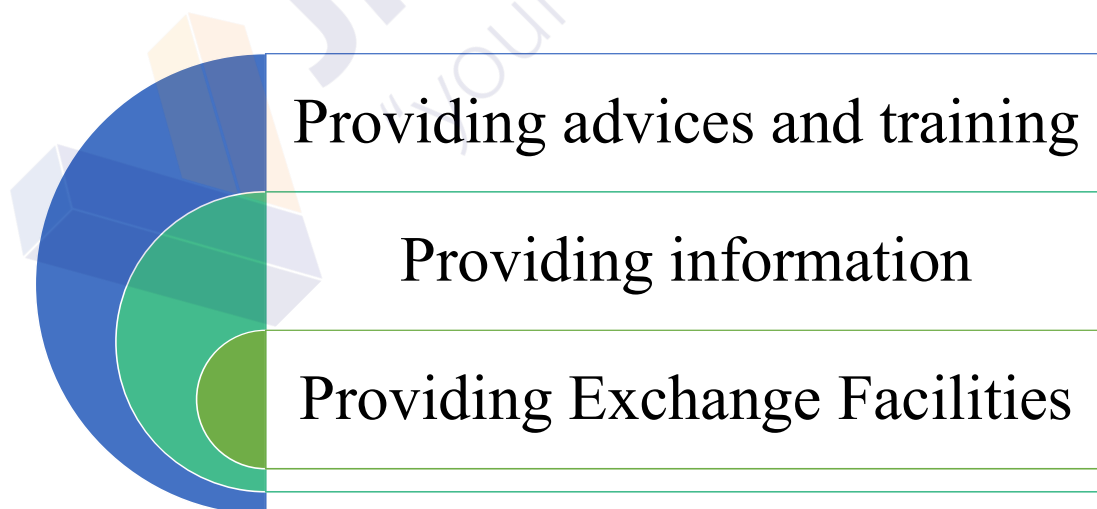 Providing advices and training
Providing information
Providing Exchange Facilities